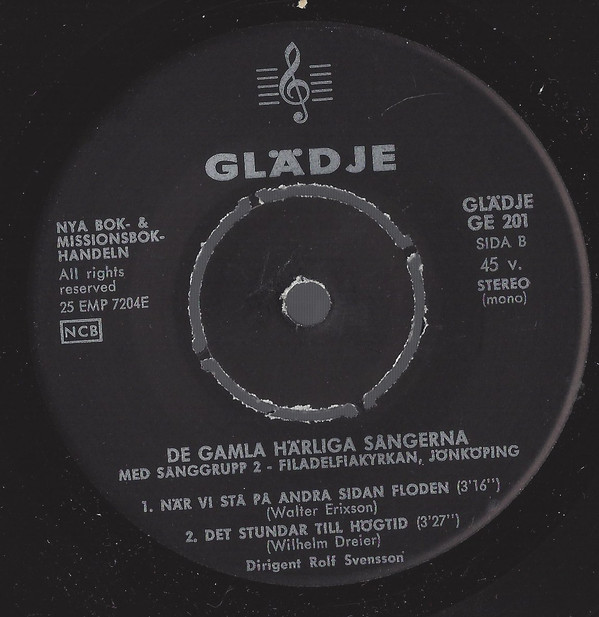 GLÄDJE
NYA BOK- &
MISSIONSBOK-
HANDELN
All rights
reserved
25 EMP 7204E
NCB
GLÄDJE
GE 201
SIDA B
45 v.
STEREO
(mono)
DE GAMLA HÄRLIGA SÅNGERNA
MED SÅNGGRUPP 2 - FILADELFIAKYRKAN, JÖNKÖPING
1. NÄR VI STÅ PÅ ANDRA SIDAN FLODEN (3'16")
(Walter Erixson)
2. DET STUNDAR TILL HÖGTID (3'27")
(Wilhelm Dreier)
Dirigent Rolf Svensson